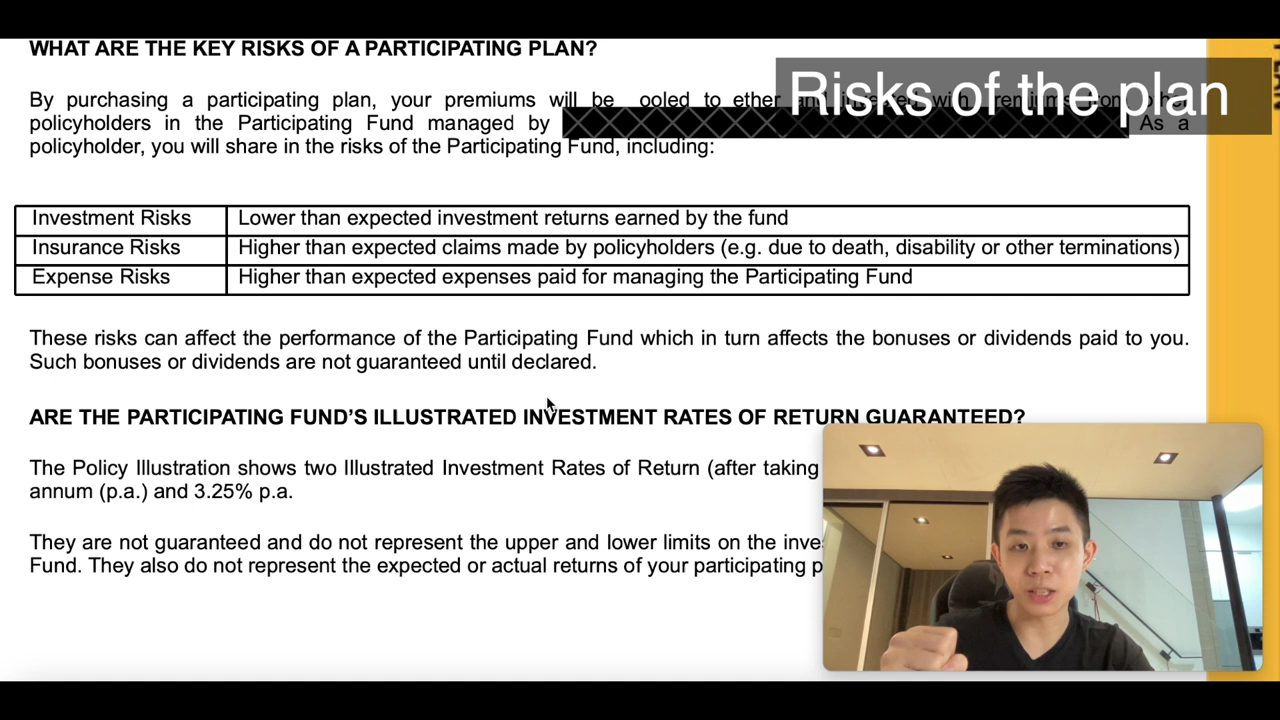 WHAT ARE THE KEY RISKS OF A PARTICIPATING PLAN?
Risks of the plan
By purchasing a participating plan, your premiums will be ooled to ether
policyholders in the Participating Fund managed by As a
policyholder, you will share in the risks of the Participating Fund, including:
Investment Risks Lower than expected investment returns earned by the fund
Insurance Risks Higher than expected claims made by policyholders (e.g. due to death, disability or other terminations)
Expense Risks Higher than expected expenses paid for managing the Participating Fund
These risks can affect the performance of the Participating Fund which in turn affects the bonuses or dividends paid to you.
Such bonuses or dividends are not guaranteed until declared.
ARE THE PARTICIPATING FUND'S ILLUSTRATED INVESTMENT RATES OF RETURN GUARANTEED?
The Policy Illustration shows two Illustrated Investment Rates of Return (after taking
annum (p.a.) and 3.25% p.a.
They are not guaranteed and do not represent the upper and lower limits on the inves
Fund. They also do not represent the expected or actual returns of your participating p